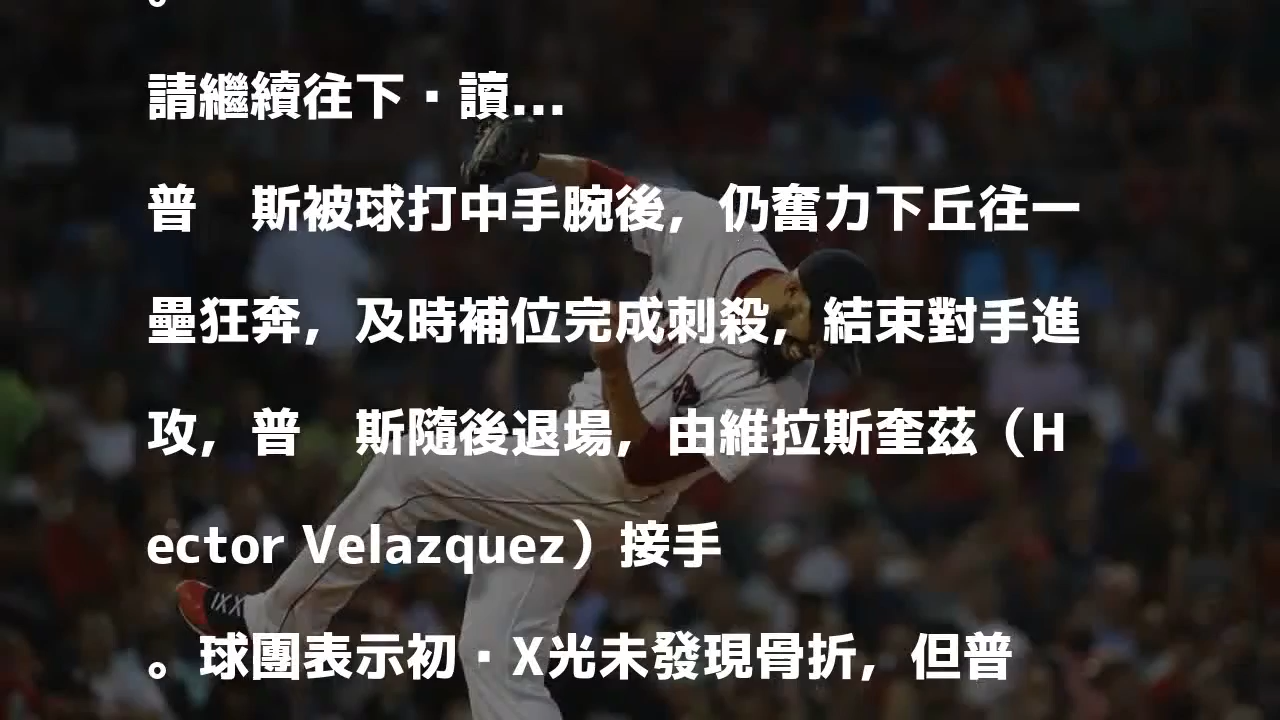 。
請繼續往下·讀...
普　斯被球打中手腕後，仍奮力下丘往一
壘狂奔，及時補位完成刺殺，結束對手進
攻，普　斯隨後退場，由維拉斯奎茲（H
ector Velazquez）接手
。球團表示初·X光未發現骨折，但普
IXX